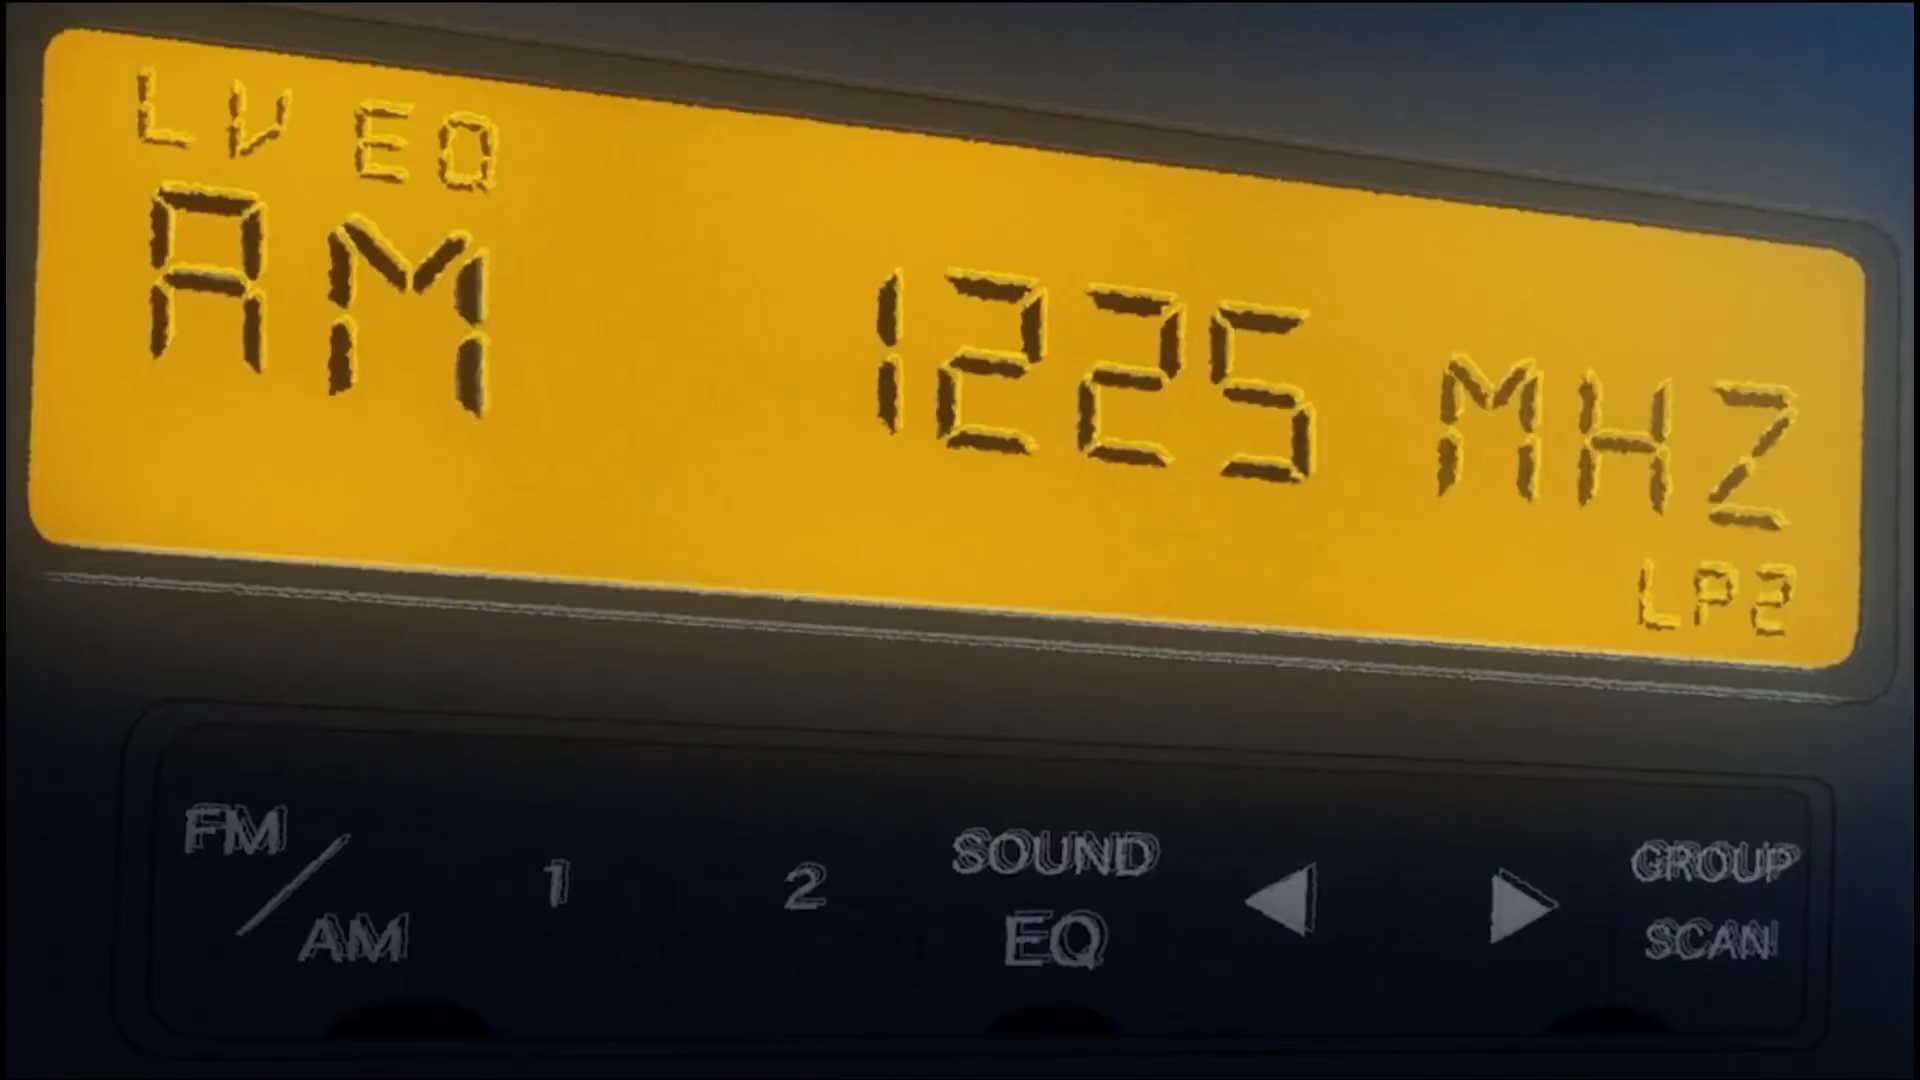 LV EQ
AM 1225 MHZ
LP2
FM/AM 1 2 SOUND EQ ◀ ▶ GROUP SCAN